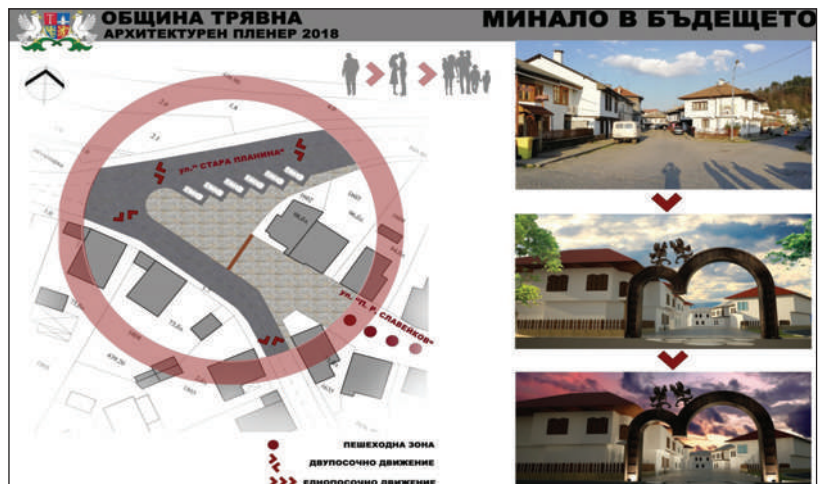 ОБЩИНА ТРЯВНА
АРХИТЕКТУРЕН ПЛЕНЕР 2018
МИНАЛО В БЪДЕЩЕТО
ул." СТАРА ПЛАНИНА"
ул. "П. Р. СЛАВЕЙКОВ"
ПЕШЕХОДНА ЗОНА
ДВУПОСОЧНО ДВИЖЕНИЕ
ЕДНОПОСОЧНО ДВИЖЕНИЕ